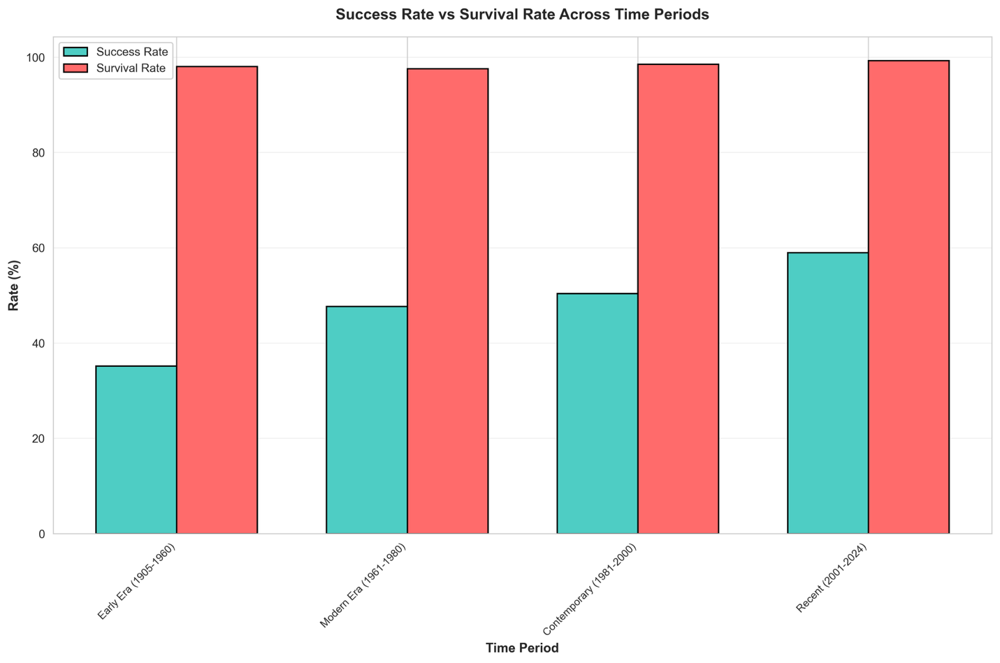 Success Rate vs Survival Rate Across Time Periods
Success Rate
Survival Rate
Rate (%)
100
80
60
40
20
0
Early Era (1905-1960)
Modern Era (1961-1980)
Contemporary (1981-2000)
Recent (2001-2024)
Time Period